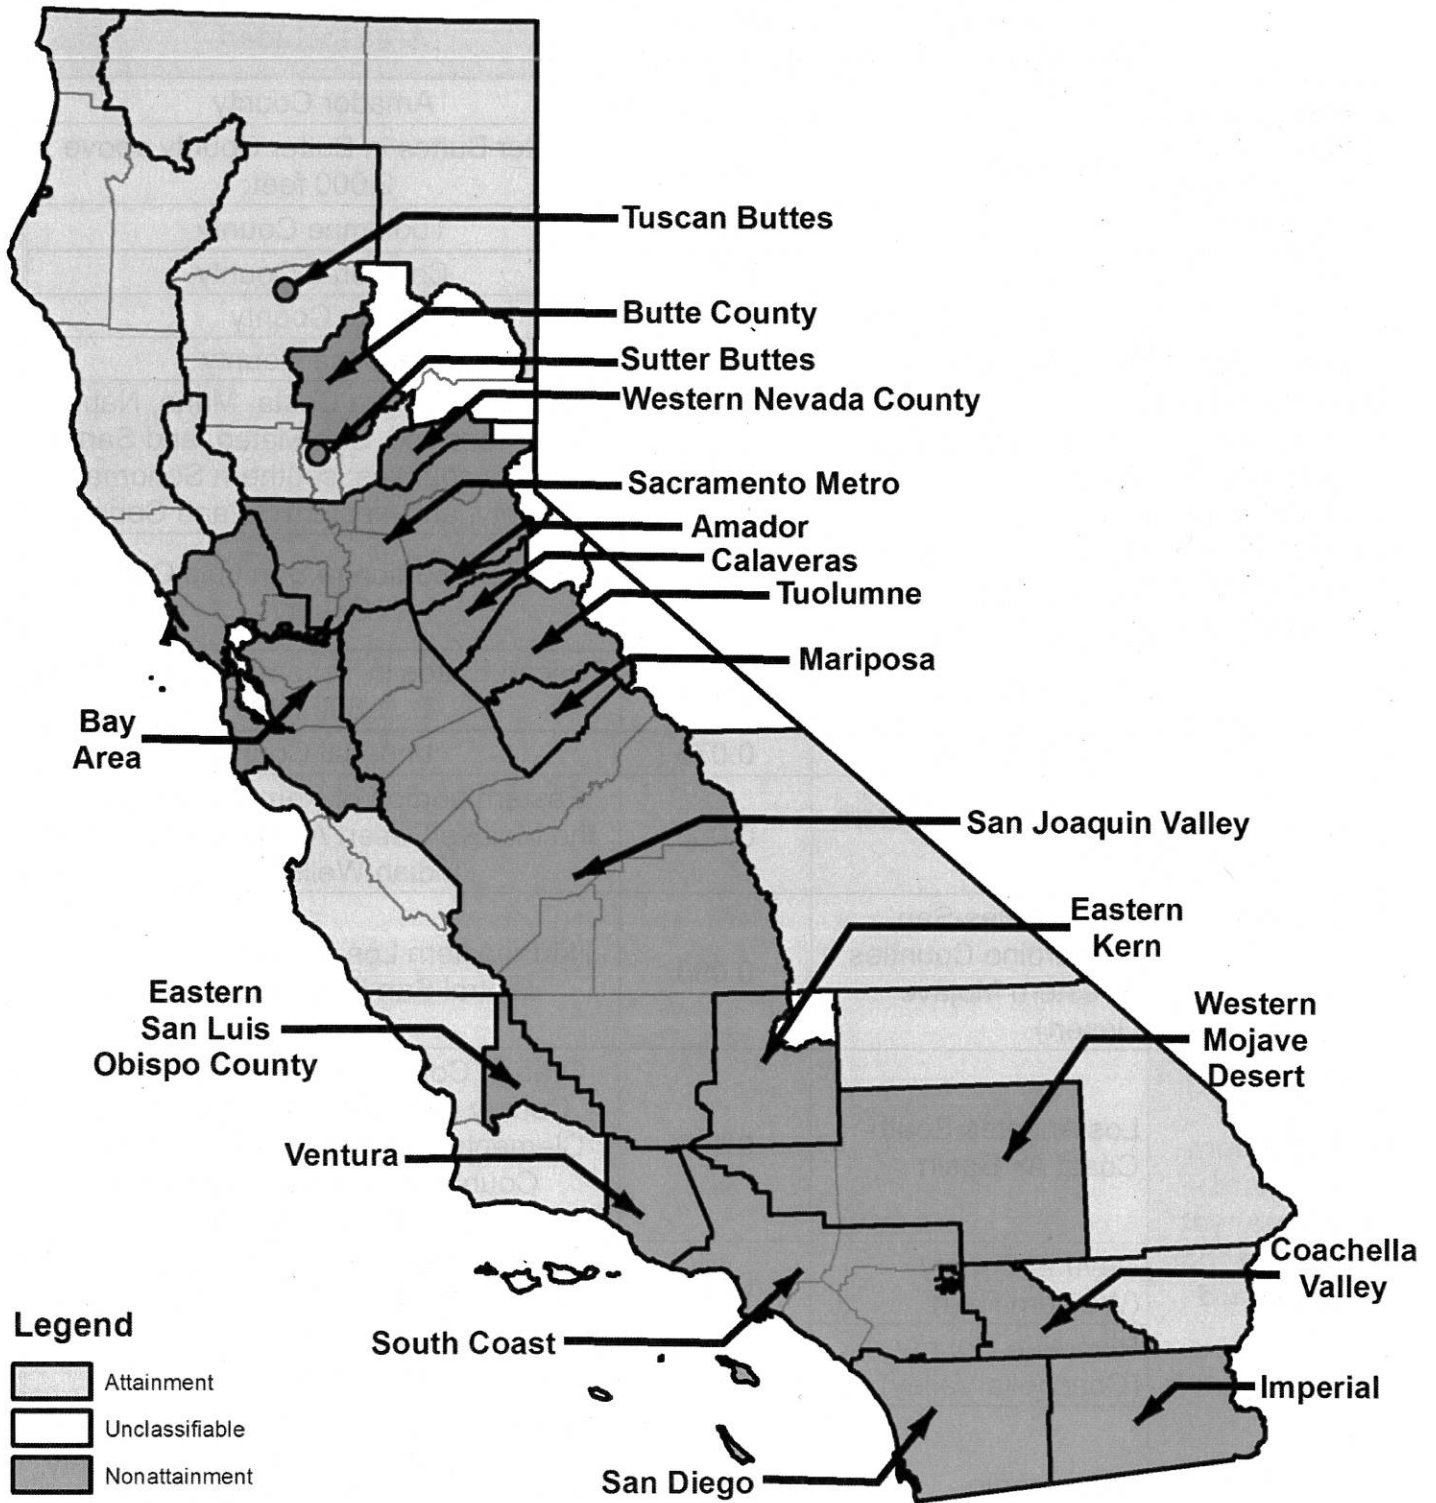 Tuscan Buttes
Butte County
Sutter Buttes
Western Nevada County
Sacramento Metro
Amador
Calaveras
Tuolumne
Mariposa
Bay
Area
San Joaquin Valley
Eastern
Kern
Eastern
San Luis
Obispo County
Western
Mojave
Desert
Ventura
Coachella
Valley
South Coast
Imperial
San Diego
Legend
Attainment
Unclassifiable
Nonattainment